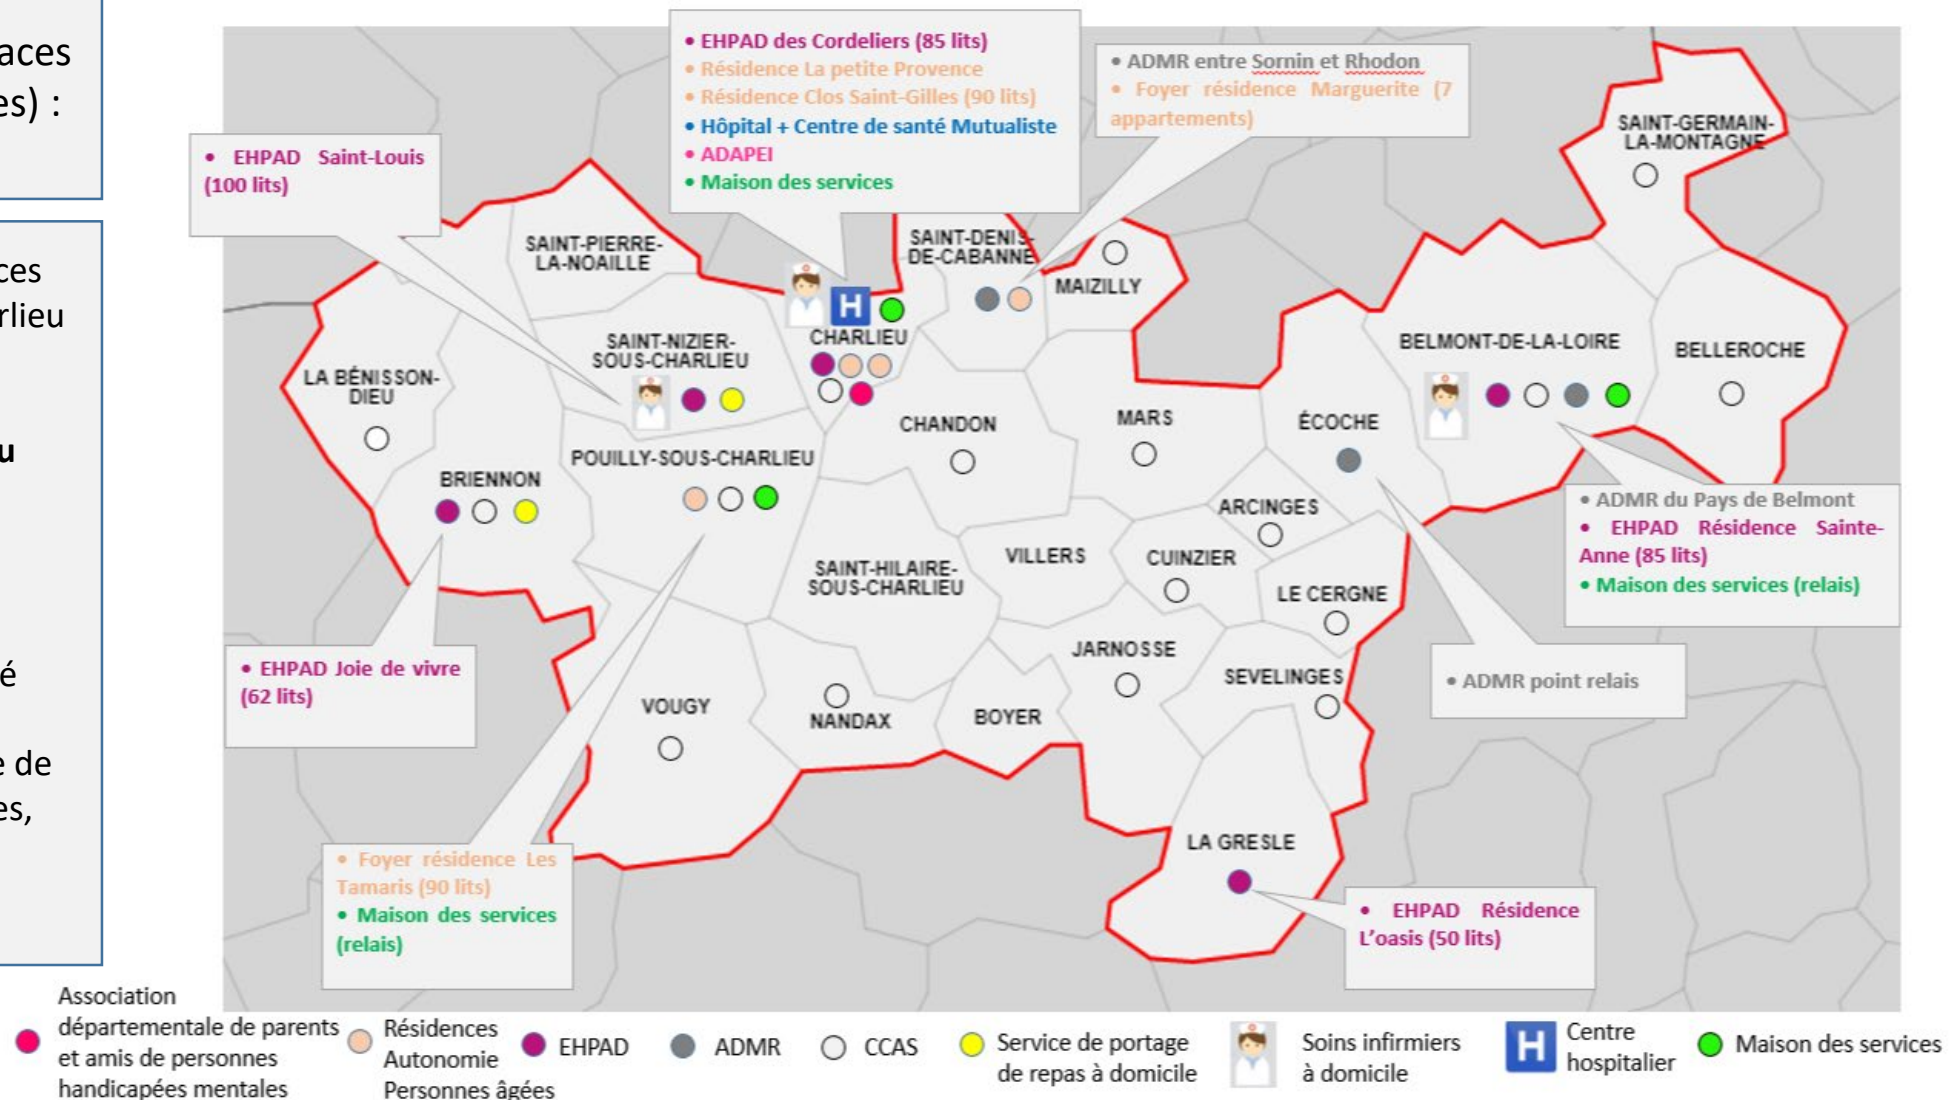 aces
es) :
ces
rlieu
u
é
e de
es,
• EHPAD des Cordeliers (85 lits)
• Résidence La petite Provence
• Résidence Clos Saint-Gilles (90 lits)
• Hôpital + Centre de santé Mutualiste
• ADAPEI
• Maison des services
• ADMR entre Sornin et Rhodon
• Foyer résidence Marguerite (7
appartements)
• EHPAD Saint-Louis
(100 lits)
SAINT-GERMAIN-
LA-MONTAGNE
SAINT-PIERRE-
LA-NOAILLE
SAINT-DENIS-
DE-CABANNE
MAIZILLY
H
CHARLIEU
SAINT-NIZIER-
SOUS-CHARLIEU
BELMONT-DE-LA-LOIRE
BELLEROCHE
LA BÉNISSON-
DIEU
CHANDON
MARS
ÉCOCHE
BRIENNON
POUILLY-SOUS-CHARLIEU
ARCINGES
• ADMR du Pays de Belmont
• EHPAD Résidence Sainte-
Anne (85 lits)
• Maison des services (relais)
SAINT-HILAIRE-
SOUS-CHARLIEU
VILLERS
CUINZIER
LE CERGNE
• EHPAD Joie de vivre
(62 lits)
JARNOSSE
SEVELINGES
• ADMR point relais
VOUGY
NANDAX
BOYER
LA GRESLE
• Foyer résidence Les
Tamaris (90 lits)
• Maison des services
(relais)
• EHPAD Résidence
L'oasis (50 lits)
Association
départementale de parents
et amis de personnes
handicapées mentales
Résidences
Autonomie
Personnes âgées
EHPAD
ADMR
CCAS
Service de portage
de repas à domicile
Soins infirmiers
à domicile
H
Centre
hospitalier
Maison des services